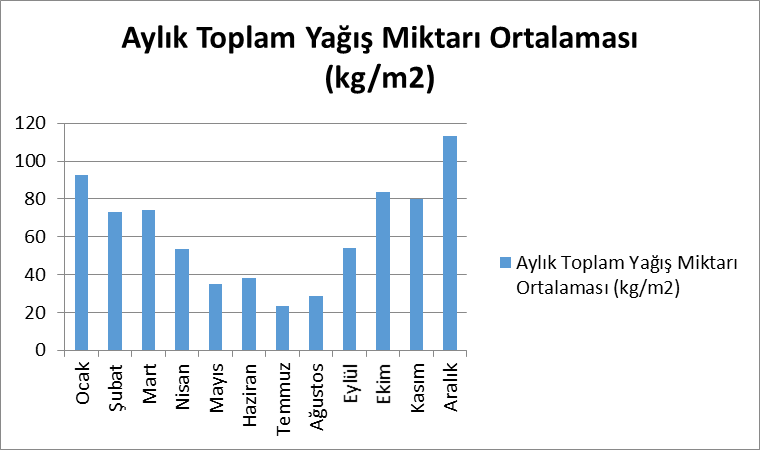 Aylık Toplam Yağış Miktarı Ortalaması
(kg/m2)
120
100
80
60
40
20
0
Ocak
Şubat
Mart
Nisan
Mayıs
Haziran
Temmuz
Ağustos
Eylül
Ekim
Kasım
Aralık
Aylık Toplam Yağış Miktarı
Ortalaması (kg/m2)